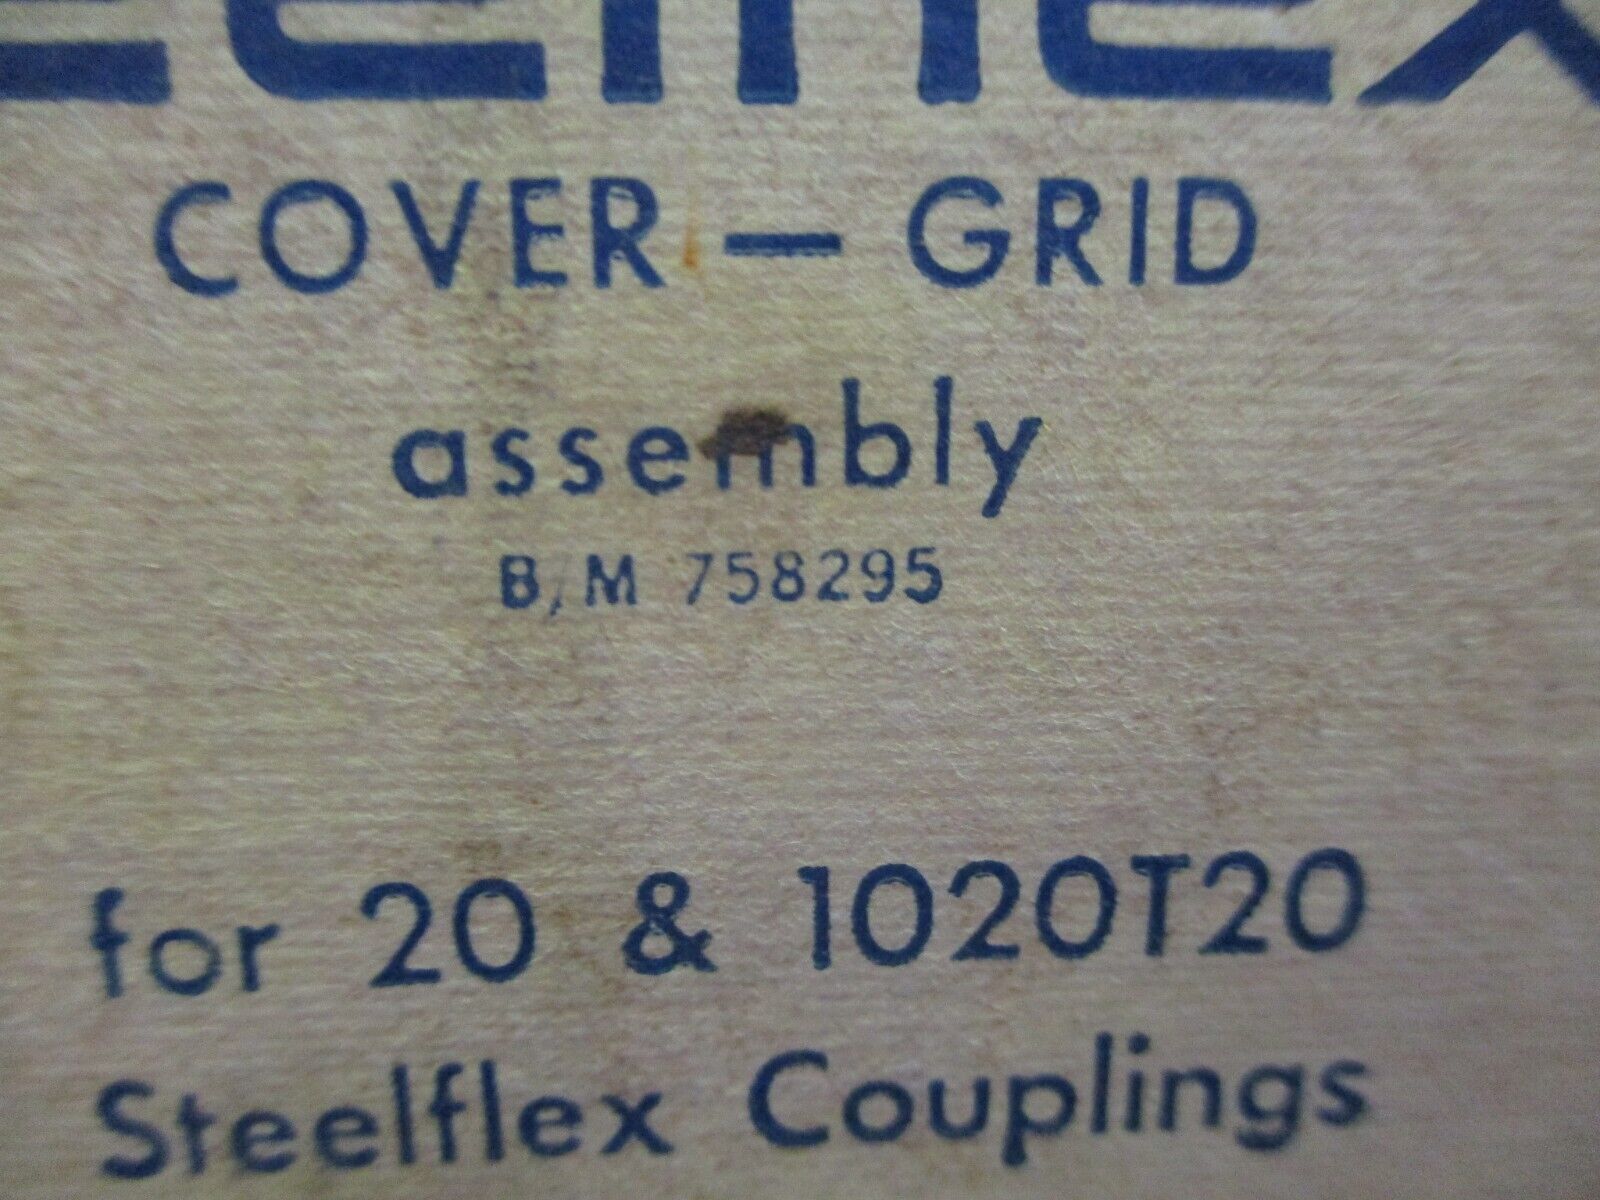 COVER — GRID
assembly
B/M 758295
for 20 & 1020T20
Steelflex Couplings